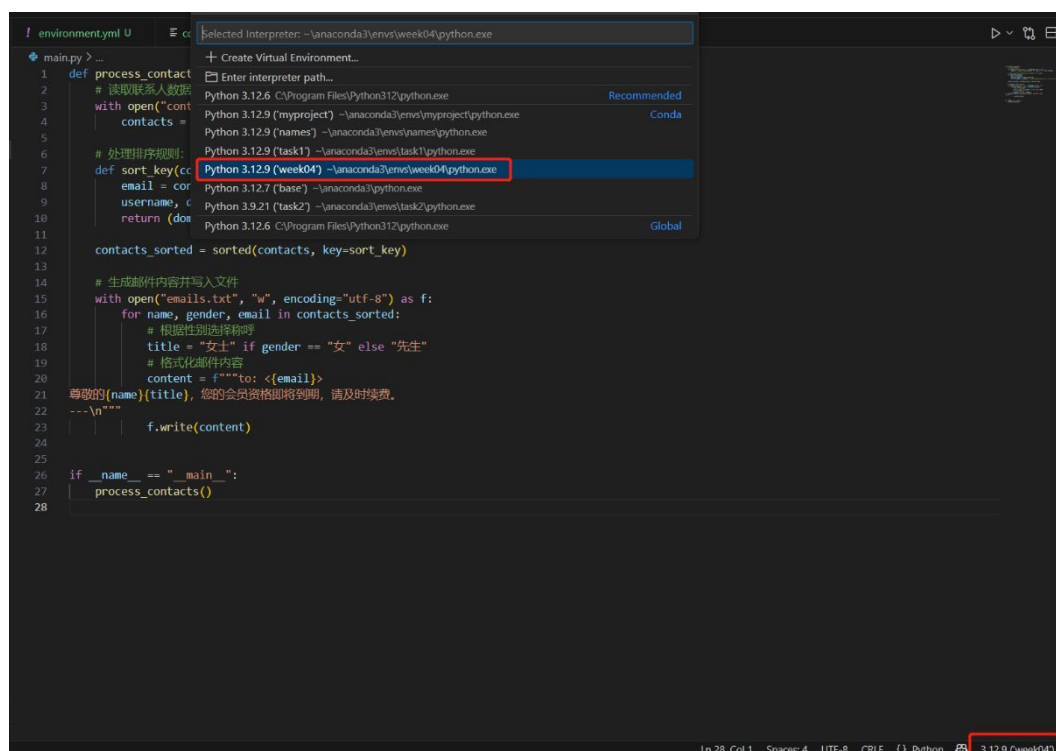 ! environment.yml U
Selected Interpreter: ~\anaconda3\envs\week04\python.exe
main.py > ...
+ Create Virtual Environment...
Enter interpreter path...
Python 3.12.6 C:\Program Files\Python312\python.exe Recommended
Python 3.12.9 ('myproject') ~\anaconda3\envs\myproject\python.exe Conda
Python 3.12.9 ('names') ~\anaconda3\envs\names\python.exe
Python 3.12.9 ('task1') ~\anaconda3\envs\task1\python.exe
Python 3.12.9 ('week04') ~\anaconda3\envs\week04\python.exe
Python 3.12.7 ('base') ~\anaconda3\python.exe
Python 3.9.21 ('task2') ~\anaconda3\envs\task2\python.exe
Python 3.12.6 C:\Program Files\Python312\python.exe Global
1 def process_contact
2 # 读取联系人数据
3 with open("cont
4 contacts =
5
6 # 处理排序规则:
7 def sort_key(co
8 email = con
9 username, d
10 return (dom
11
12 contacts_sorted = sorted(contacts, key=sort_key)
13
14 # 生成邮件内容并写入文件
15 with open("emails.txt", "w", encoding="utf-8") as f:
16 for name, gender, email in contacts_sorted:
17 # 根据性别选择称呼
18 title = "女士" if gender == "女" else "先生"
19 # 格式化邮件内容
20 content = f"""to: <{email}>
21 尊敬的{name}{title}, 您的会员资格即将到期, 请及时续费。
22 ---\n"""
23 f.write(content)
24
25
26 if __name__ == "__main__":
27 process_contacts()
28
Ln 28, Col 1 Spaces: 4 UTF-8 CRLF {} Python 3.12.9 ('week04')